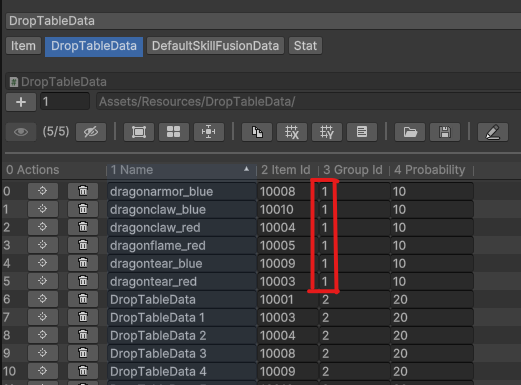 DropTableData
Item DropTableData DefaultSkillFusionData Stat
DropTableData
+ 1 Assets/Resources/DropTableData/
(5/5)
0 Actions 1 Name 2 Item Id 3 Group Id 4 Probability
0 dragonarmor_blue 10008 1 10
1 dragonclaw_blue 10010 1 10
2 dragonclaw_red 10004 1 10
3 dragonflame_red 10005 1 10
4 dragontear_blue 10009 1 10
5 dragontear_red 10003 1 10
6 DropTableData 10001 2 20
7 DropTableData 1 10003 2 20
8 DropTableData 2 10004 2 20
9 DropTableData 3 10008 2 20
10 DropTableData 4 10009 2 20